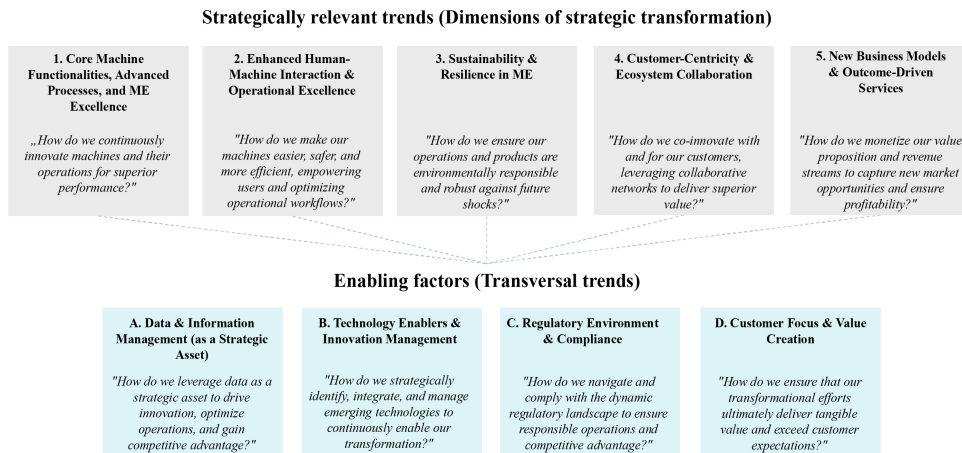 Strategically relevant trends (Dimensions of strategic transformation)
1. Core Machine
Functionalities, Advanced
Processes, and ME
Excellence
„How do we continuously
innovate machines and their
operations for superior
performance?"
2. Enhanced Human-
Machine Interaction &
Operational Excellence
"How do we make our
machines easier, safer, and
more efficient, empowering
users and optimizing
operational workflows?"
3. Sustainability &
Resilience in ME
"How do we ensure our
operations and products are
environmentally responsible
and robust against future
shocks?"
4. Customer-Centricity &
Ecosystem Collaboration
"How do we co-innovate with
and for our customers,
leveraging collaborative
networks to deliver superior
value?"
5. New Business Models
& Outcome-Driven
Services
"How do we monetize our value
proposition and revenue
streams to capture new market
opportunities and ensure
profitability?"
Enabling factors (Transversal trends)
A. Data & Information
Management (as a Strategic
Asset)
"How do we leverage data as a
strategic asset to drive
innovation, optimize
operations, and gain
competitive advantage?"
B. Technology Enablers &
Innovation Management
"How do we strategically
identify, integrate, and manage
emerging technologies to
continuously enable our
transformation?"
C. Regulatory Environment
& Compliance
"How do we navigate and
comply with the dynamic
regulatory landscape to ensure
responsible operations and
competitive advantage?"
D. Customer Focus & Value
Creation
"How do we ensure that our
transformational efforts
ultimately deliver tangible
value and exceed customer
expectations?"